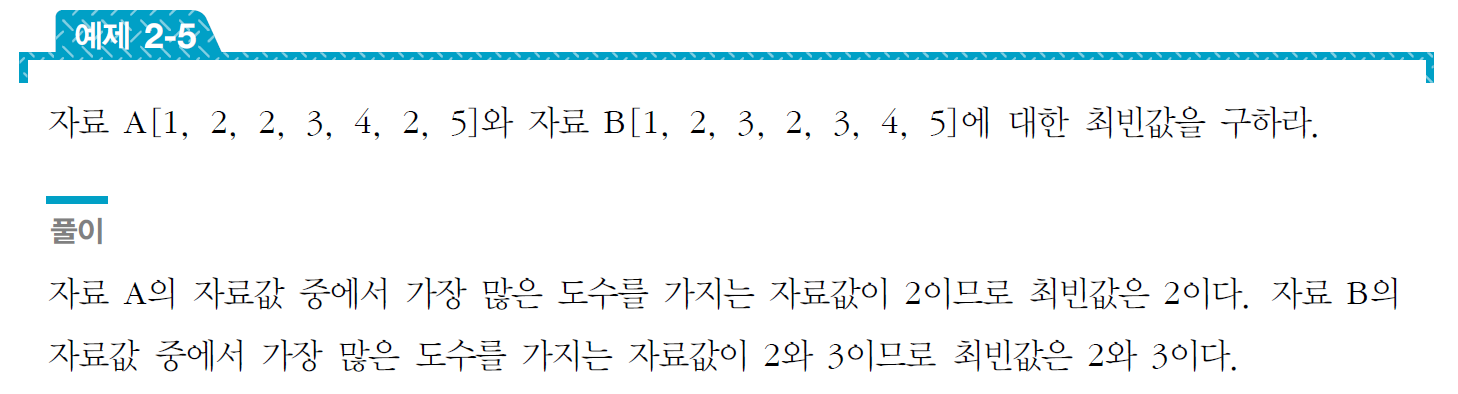 예제 2-5
자료 A[1, 2, 2, 3, 4, 2, 5]와 자료 B[1, 2, 3, 2, 3, 4, 5]에 대한 최빈값을 구하라.
풀이
자료 A의 자료값 중에서 가장 많은 도수를 가지는 자료값이 2이므로 최빈값은 2이다. 자료 B의
자료값 중에서 가장 많은 도수를 가지는 자료값이 2와 3이므로 최빈값은 2와 3이다.